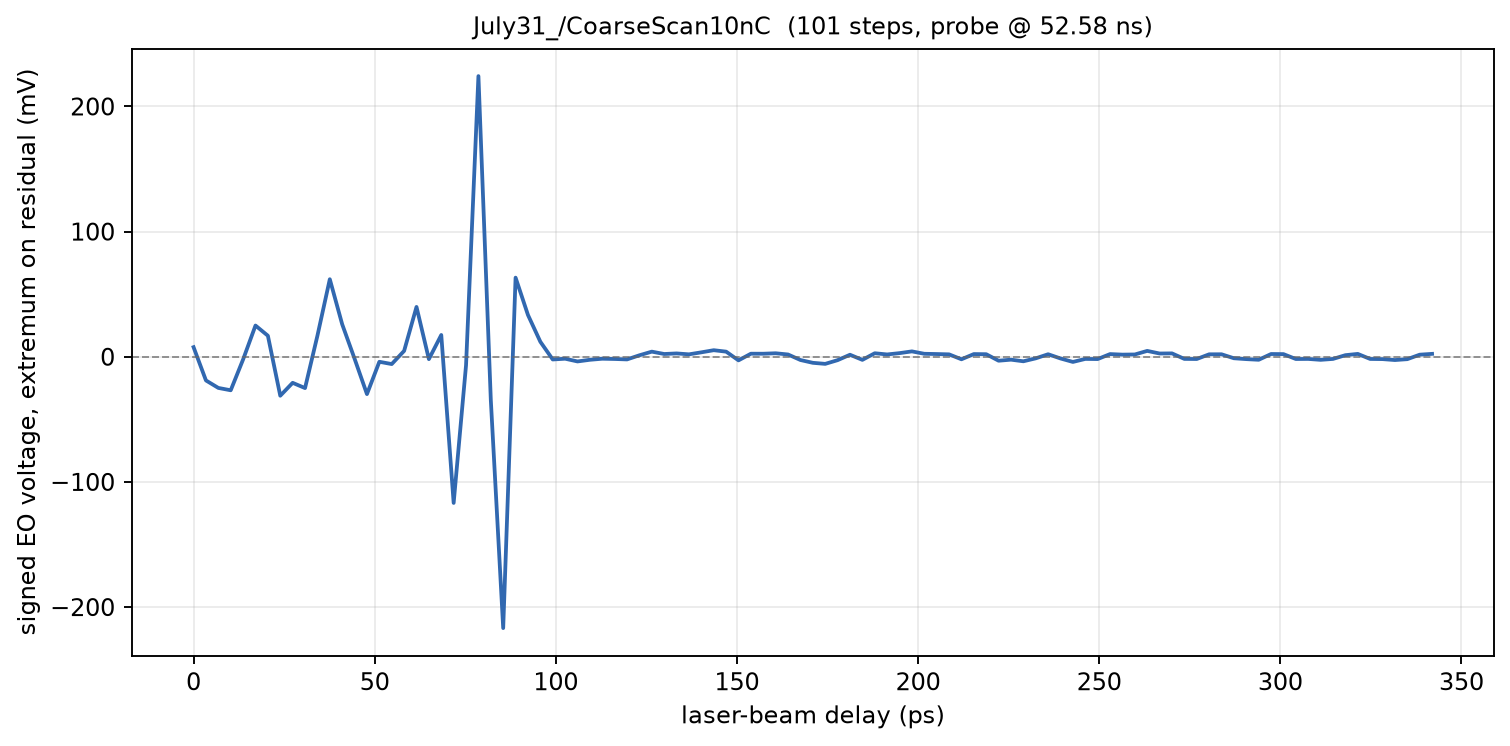 July31_/CoarseScan10nC (101 steps, probe @ 52.58 ns)
signed EO voltage, extremum on residual (mV)
200
100
0
−100
−200
0 50 100 150 200 250 300 350
laser-beam delay (ps)